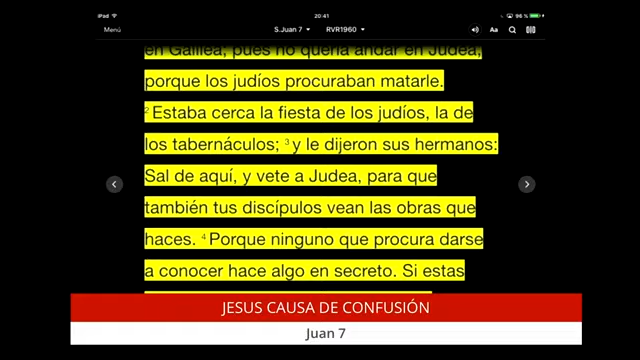 iPad
20:41
96 %
Menú
S.Juan 7
RVR1960
Aa
en Galilea, pues no quería andar en Judea,
porque los judíos procuraban matarle.
2 Estaba cerca la fiesta de los judíos, la de
los tabernáculos; 3 y le dijeron sus hermanos:
Sal de aquí, y vete a Judea, para que
también tus discípulos vean las obras que
haces. 4 Porque ninguno que procura darse
a conocer hace algo en secreto. Si estas
JESUS CAUSA DE CONFUSIÓN
Juan 7